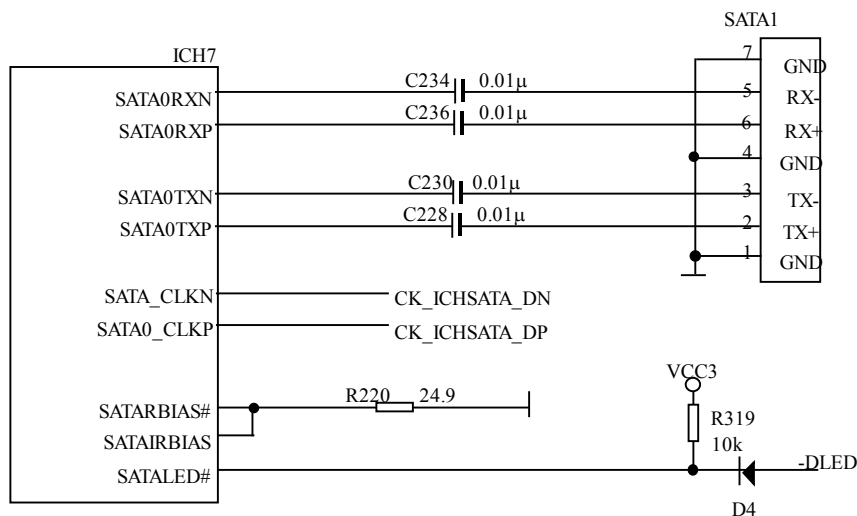 SATA1
ICH7
7 GND
SATA0RXN C234 0.01μ 5 RX-
SATA0RXP C236 0.01μ 6 RX+
4 GND
SATA0TXN C230 0.01μ 3 TX-
SATA0TXP C228 0.01μ 2 TX+
1 GND
SATA_CLKN CK_ICHSATA_DN
SATA0_CLKP CK_ICHSATA_DP
VCC3
SATARBIAS# R220 24.9
R319
10k
SATAIRBIAS
SATALED# -DLED
D4